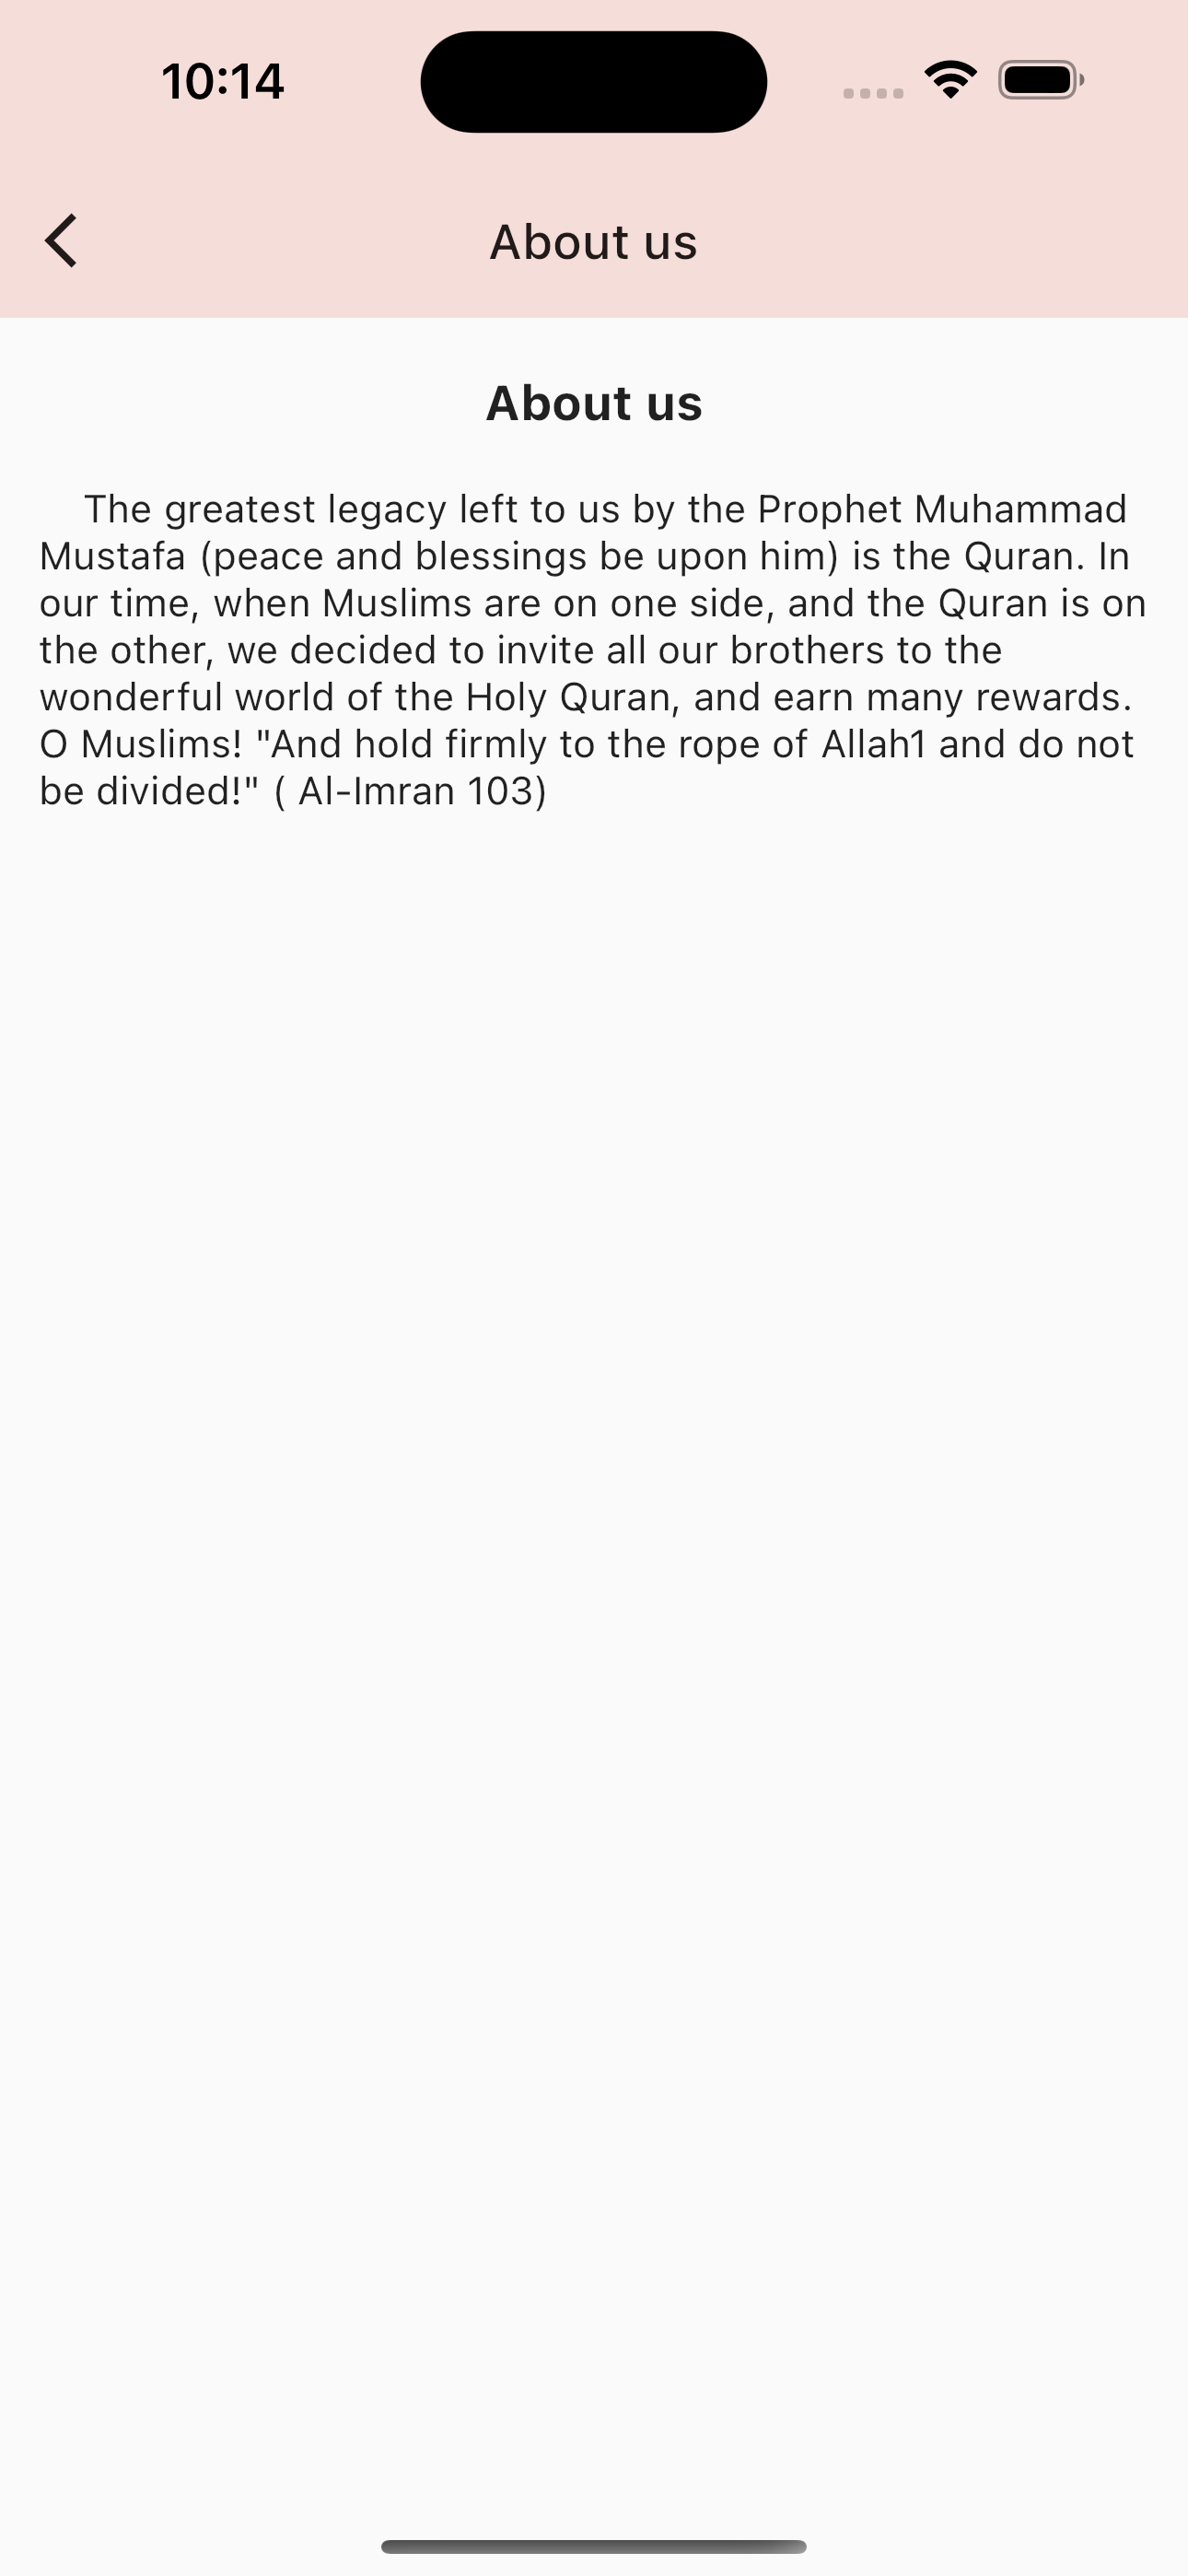 10:14
About us
About us
The greatest legacy left to us by the Prophet Muhammad
Mustafa (peace and blessings be upon him) is the Quran. In
our time, when Muslims are on one side, and the Quran is on
the other, we decided to invite all our brothers to the
wonderful world of the Holy Quran, and earn many rewards.
O Muslims! "And hold firmly to the rope of Allah1 and do not
be divided!" ( Al-Imran 103)